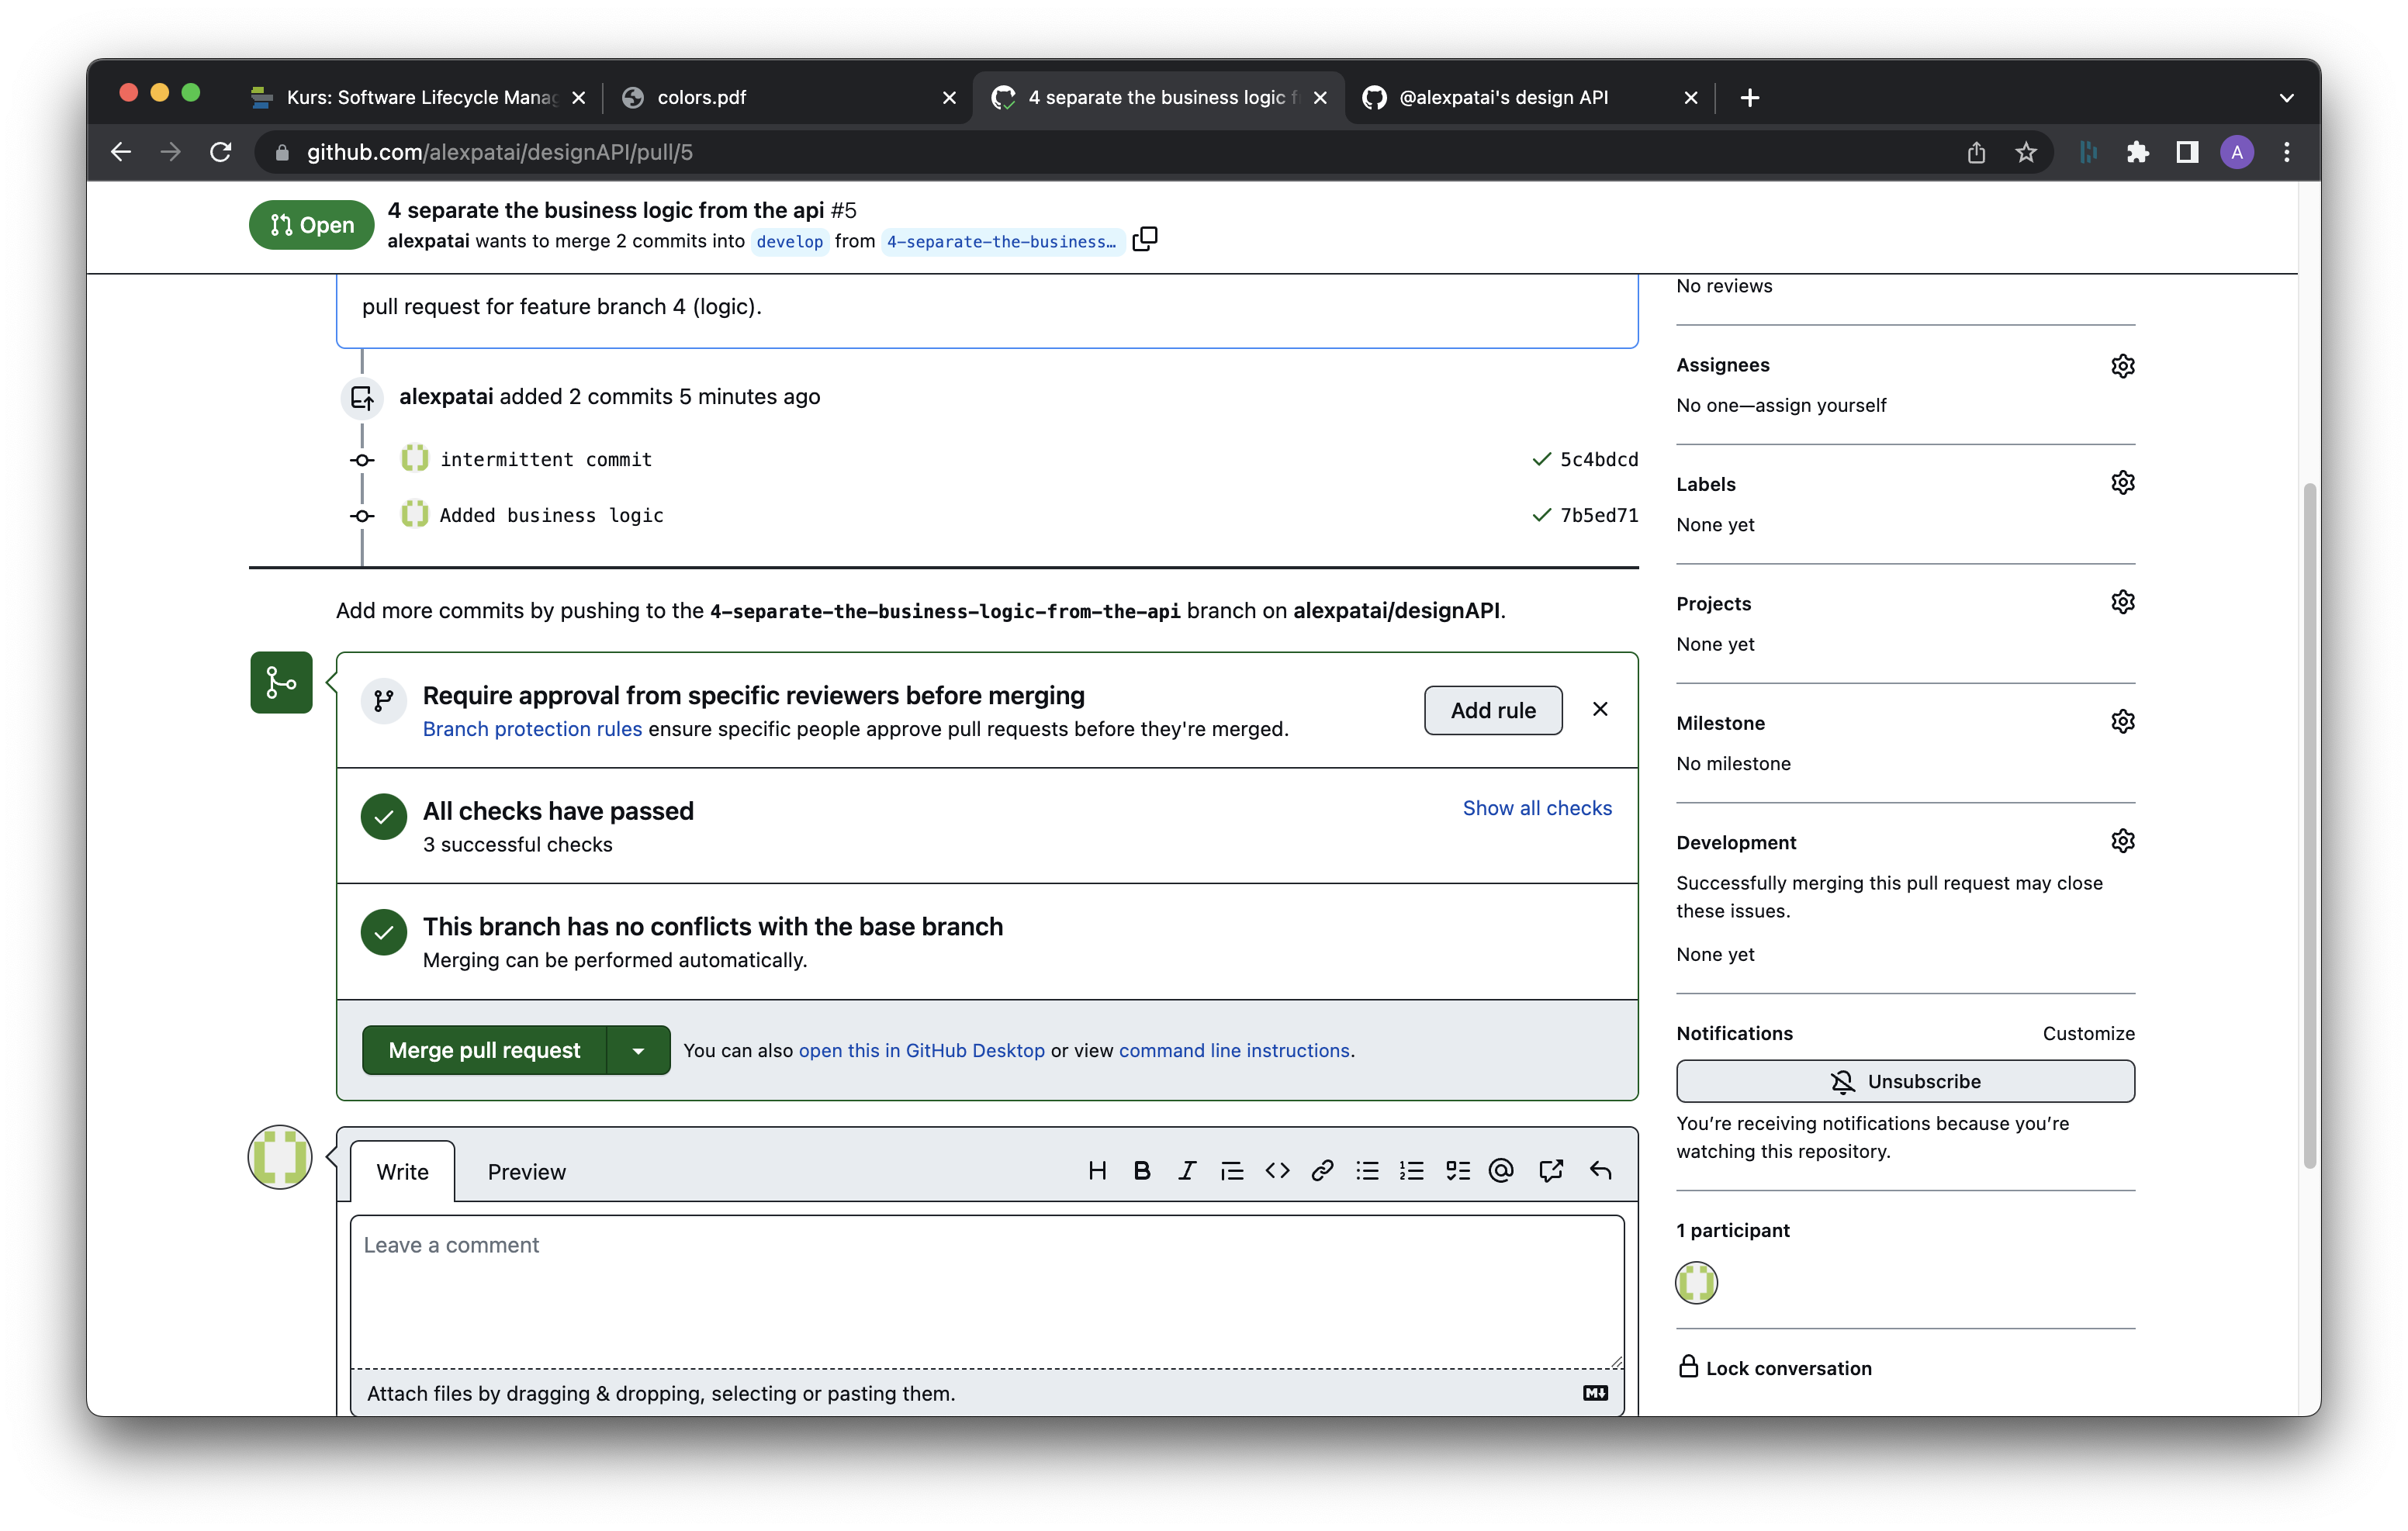 Kurs: Software Lifecycle Manag
colors.pdf
4 separate the business logic f
@alexpatai's design API
github.com/alexpatai/designAPI/pull/5
A
Open
4 separate the business logic from the api #5
alexpatai wants to merge 2 commits into develop from 4-separate-the-business…
pull request for feature branch 4 (logic).
alexpatai added 2 commits 5 minutes ago
intermittent commit 5c4bdcd
Added business logic 7b5ed71
Add more commits by pushing to the 4-separate-the-business-logic-from-the-api branch on alexpatai/designAPI.
Require approval from specific reviewers before merging
Branch protection rules ensure specific people approve pull requests before they're merged.
Add rule
All checks have passed
3 successful checks
Show all checks
This branch has no conflicts with the base branch
Merging can be performed automatically.
Merge pull request
You can also open this in GitHub Desktop or view command line instructions.
Write
Preview
Leave a comment
Attach files by dragging & dropping, selecting or pasting them.
No reviews
Assignees
No one—assign yourself
Labels
None yet
Projects
None yet
Milestone
No milestone
Development
Successfully merging this pull request may close
these issues.
None yet
Notifications
Customize
Unsubscribe
You’re receiving notifications because you’re
watching this repository.
1 participant
Lock conversation